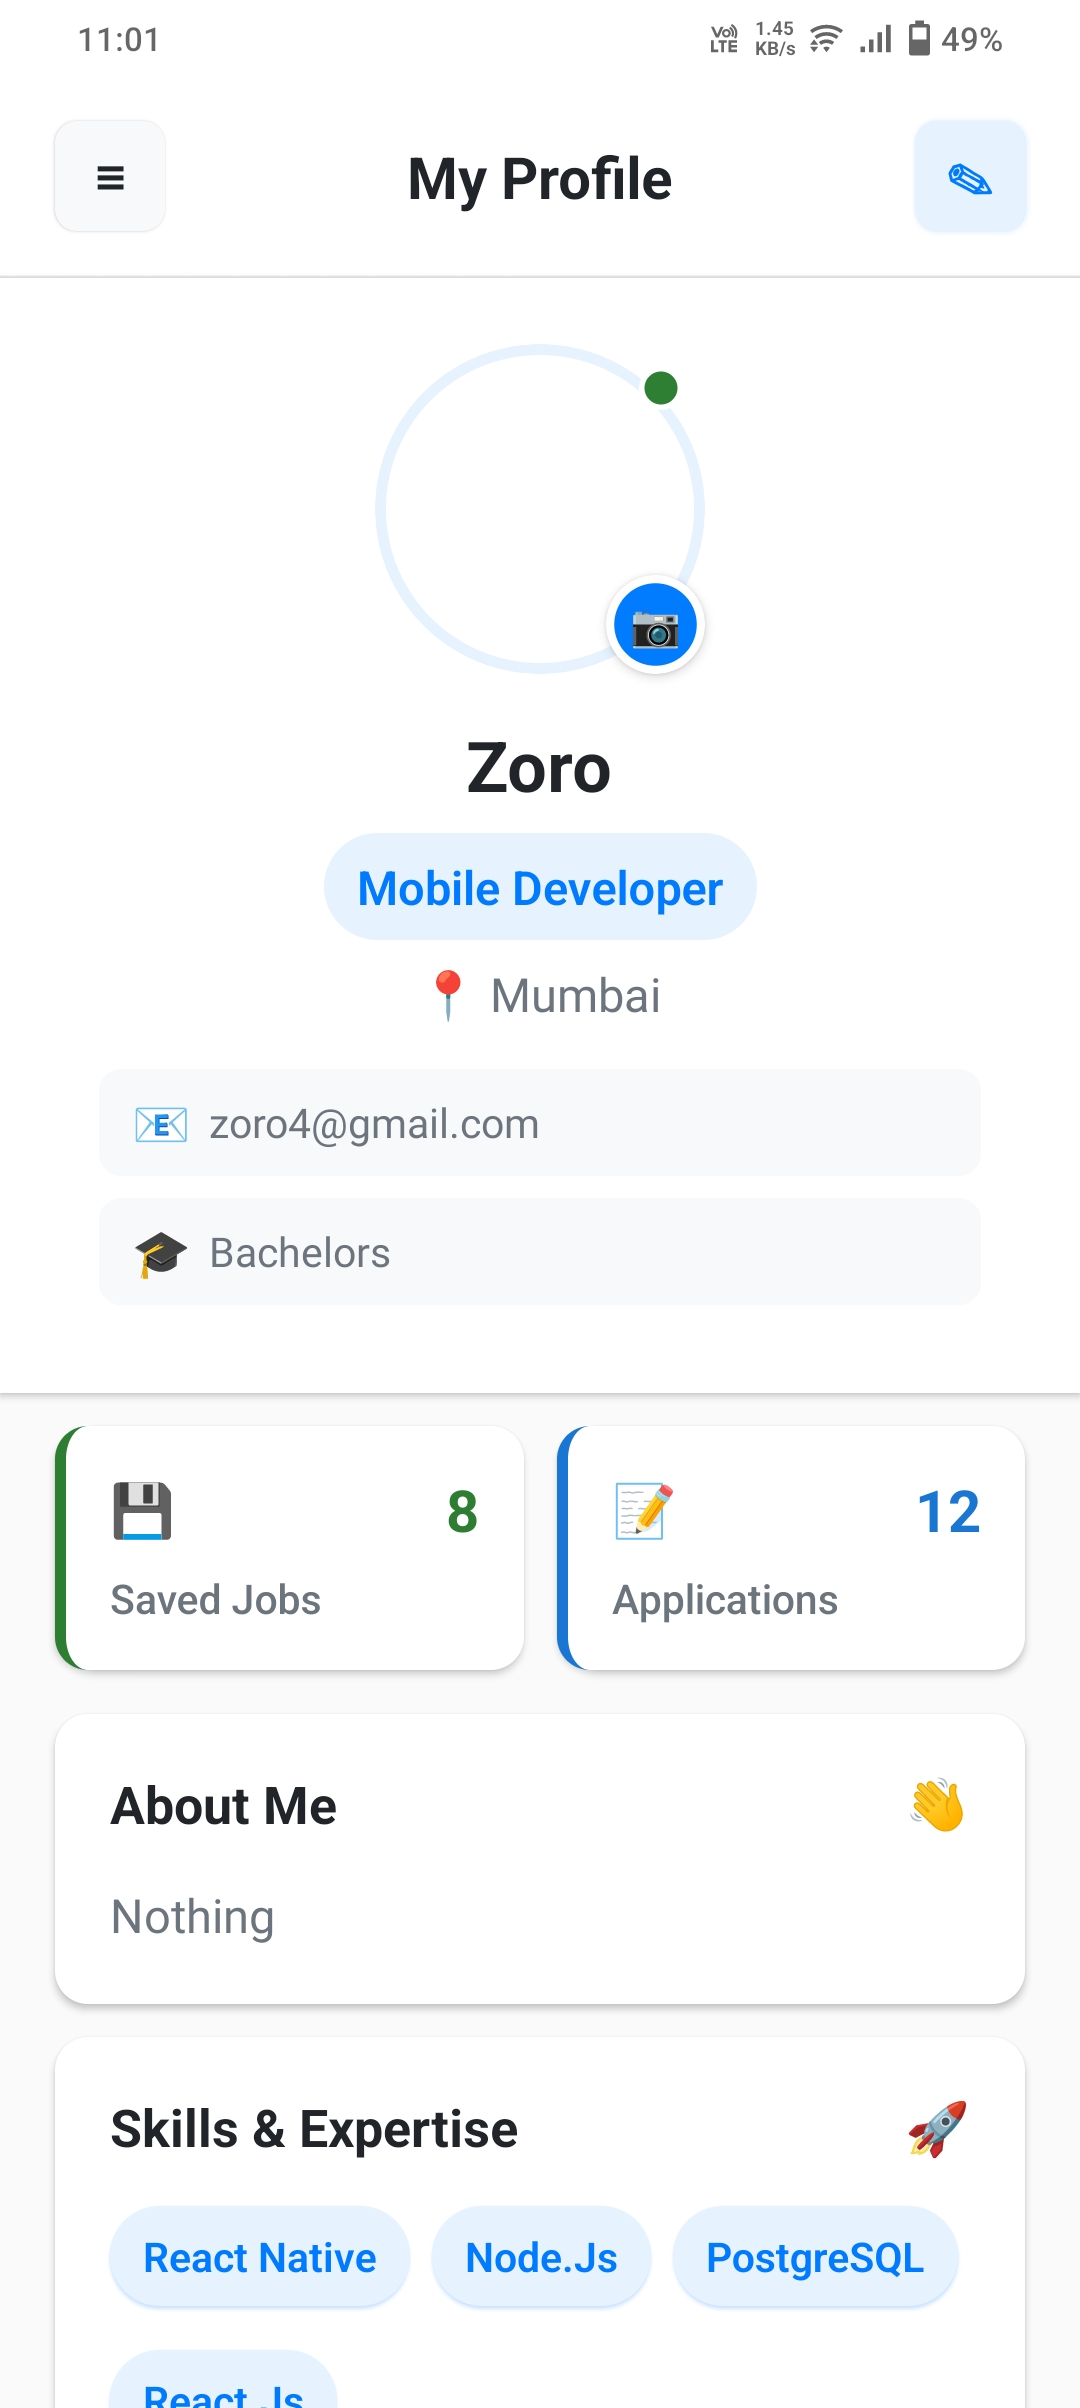 11:01
Vo) LTE 1.45 KB/s 49%
My Profile
Zoro
Mobile Developer
Mumbai
zoro4@gmail.com
Bachelors
8
12
Saved Jobs
Applications
About Me
Nothing
Skills & Expertise
React Native
Node.Js
PostgreSQL
React Js